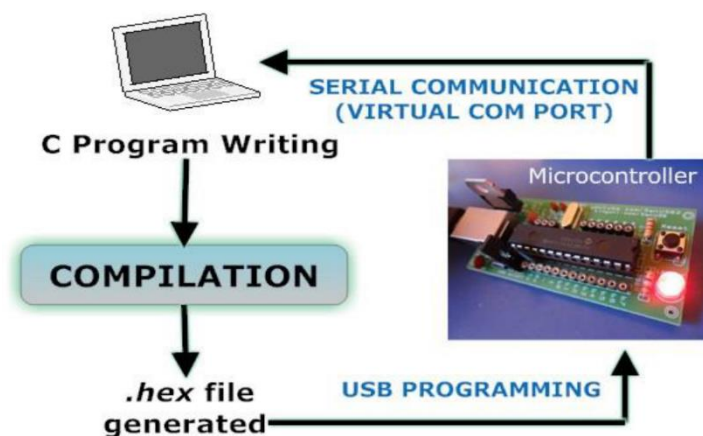 SERIAL COMMUNICATION
(VIRTUAL COM PORT)
C Program Writing
Microcontroller
COMPILATION
.hex file
generated
USB PROGRAMMING